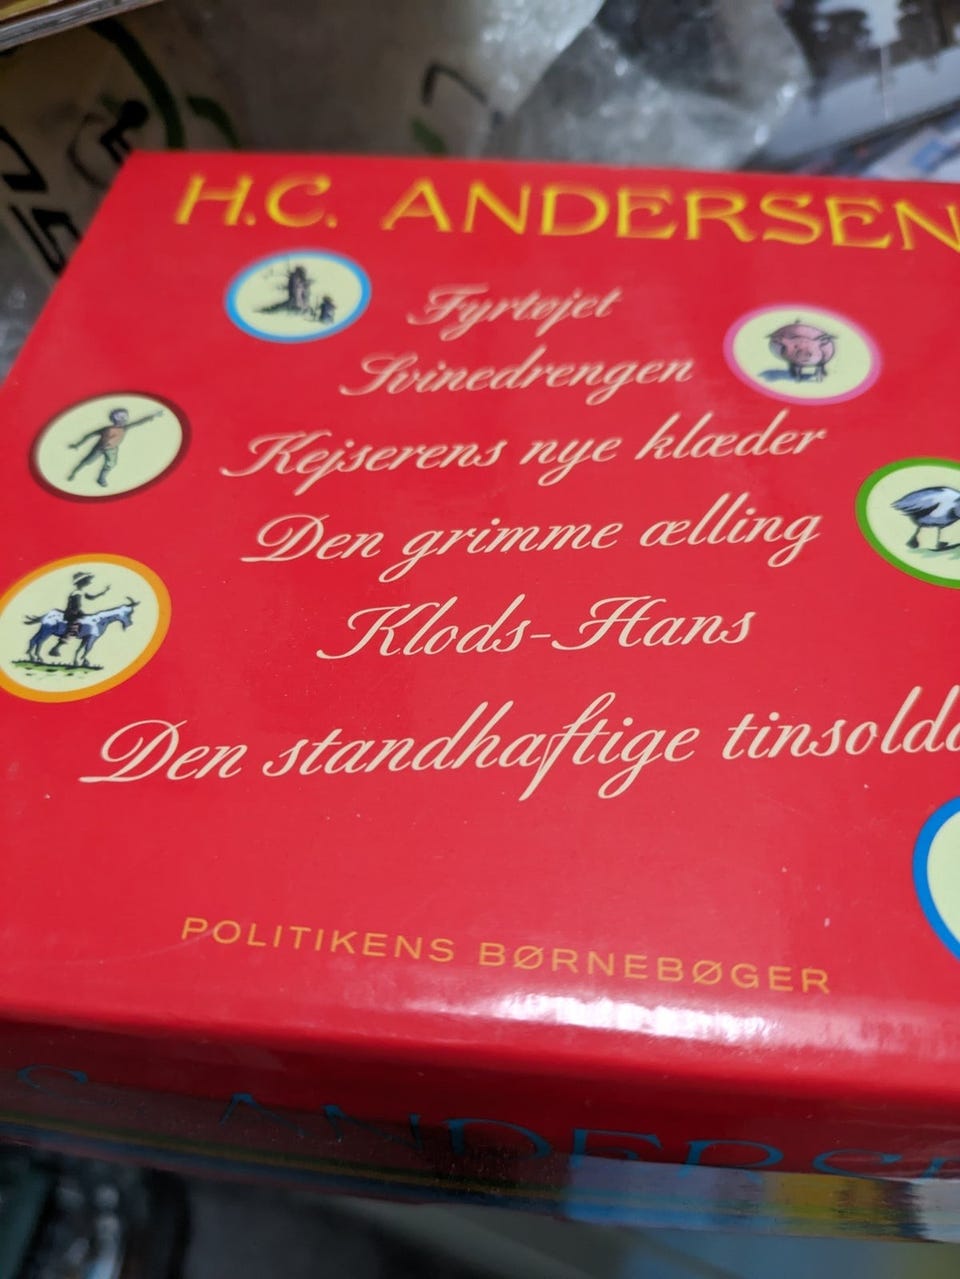 H.C. ANDERSEN
Fyrtøjet
Svinedrengen
Kejserens nye klæder
Den grimme ælling
Klods-Hans
Den standhaftige
POLITIKENS BØRNEBØGER